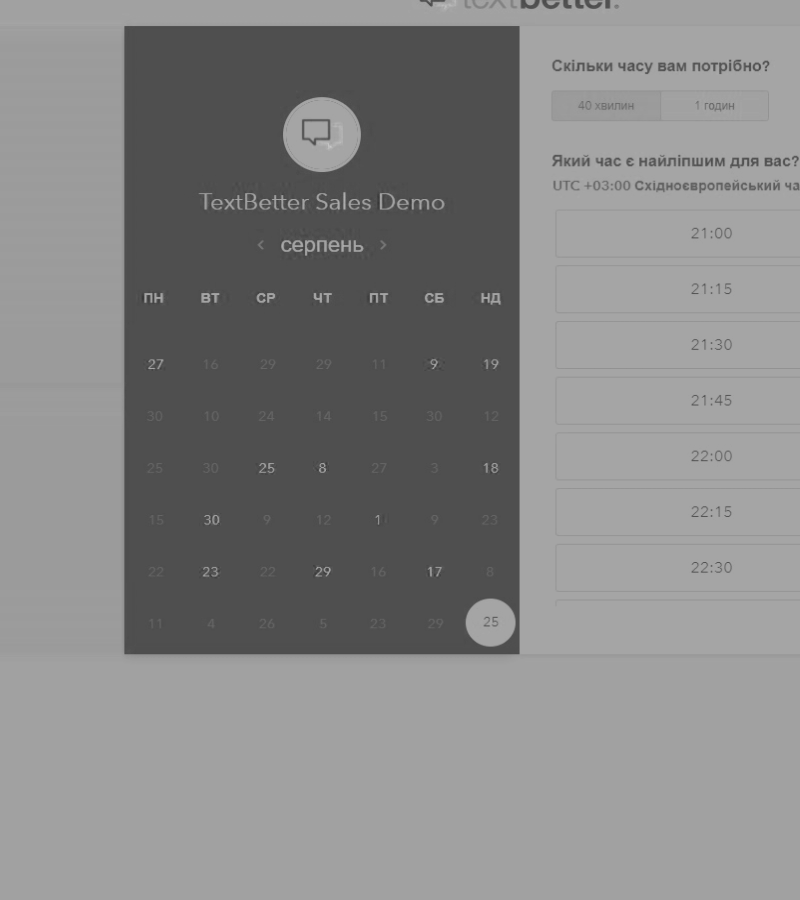 textbetter.
TextBetter Sales Demo
< серпень >
ПН ВТ СР ЧТ ПТ СБ НД
27 16 29 29 11 9 19
30 10 24 14 15 30 12
25 30 25 8 27 3 18
15 30 9 12 1 9 23
22 23 22 29 16 17 8
11 4 26 5 23 29 25
Скільки часу вам потрібно?
40 хвилин 1 годин
Який час є найліпшим для вас?
UTC +03:00 Східноєвропейський ча
21:00
21:15
21:30
21:45
22:00
22:15
22:30